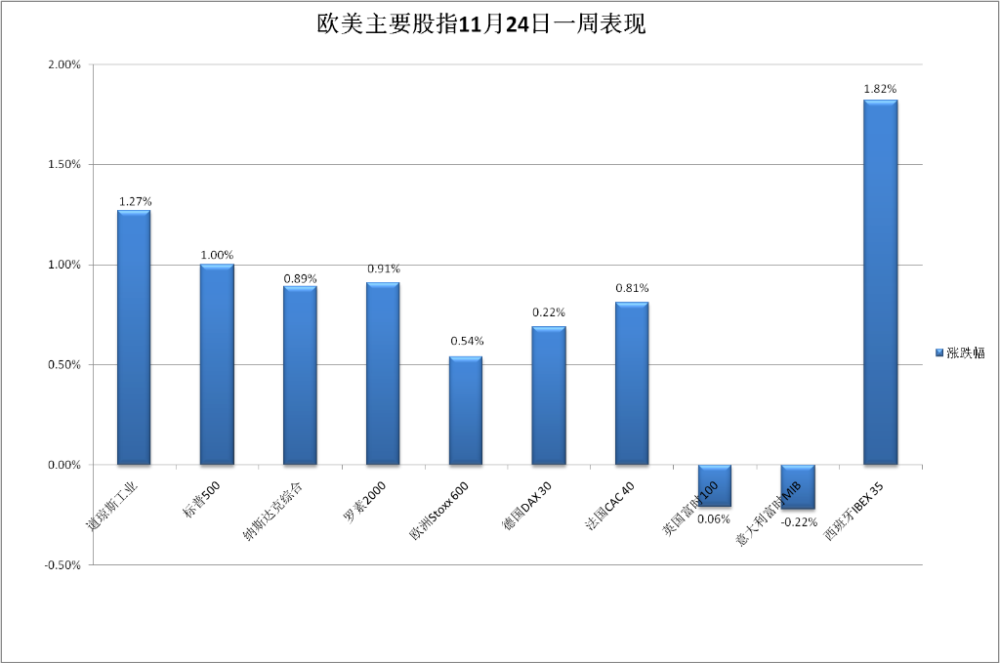 欧美主要股指11月24日一周表现
2.00%
1.50%
1.00%
0.50%
0.00%
-0.50%
1.27%
1.00%
0.89%
0.91%
0.54%
0.22%
0.81%
0.06%
-0.22%
1.82%
道琼斯工业
标普500
纳斯达克综合
罗素2000
欧洲Stoxx 600
德国DAX 30
法国CAC 40
英国富时100
意大利富时MIB
西班牙IBEX 35
涨跌幅